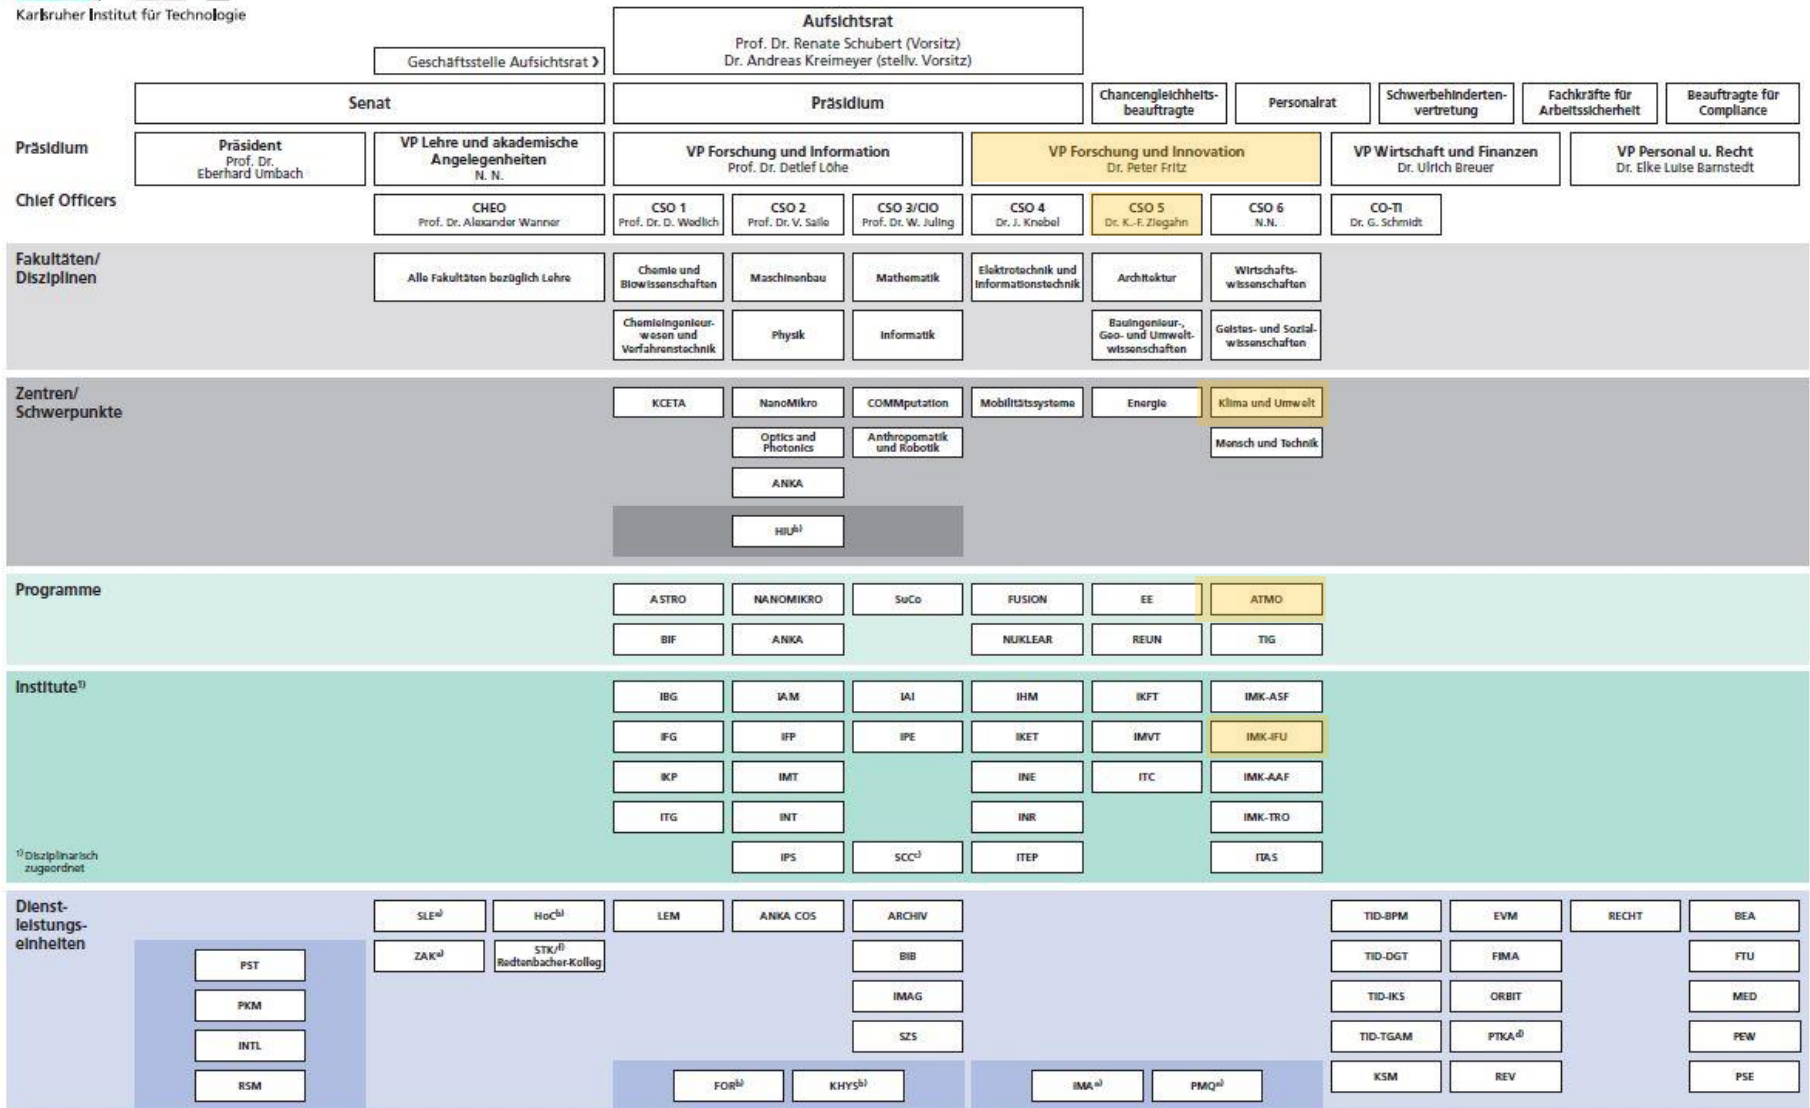 Karlsruher Institut für Technologie
Aufsichtsrat
Prof. Dr. Renate Schubert (Vorsitz)
Dr. Andreas Kreimeyer (stellv. Vorsitz)
Geschäftsstelle Aufsichtsrat ❯
Senat
Präsidium
Chancengleichheits-
beauftragte
Personalrat
Schwerbehinderten-
vertretung
Fachkräfte für
Arbeitssicherheit
Beauftragte für
Compliance
Präsidium
Präsident
Prof. Dr.
Eberhard Umbach
VP Lehre und akademische
Angelegenheiten
N. N.
VP Forschung und Information
Prof. Dr. Detlef Löhe
VP Forschung und Innovation
Dr. Peter Fritz
VP Wirtschaft und Finanzen
Dr. Ulrich Breuer
VP Personal u. Recht
Dr. Elke Luise Barnstedt
Chief Officers
CHEO
Prof. Dr. Alexander Wanner
CSO 1
Prof. Dr. D. Wedlich
CSO 2
Prof. Dr. V. Saile
CSO 3/CIO
Prof. Dr. W. Juling
CSO 4
Dr. J. Knebel
CSO 5
Dr. K.-F. Ziegahn
CSO 6
N.N.
CO-TI
Dr. G. Schmidt
Fakultäten/
Disziplinen
Alle Fakultäten bezüglich Lehre
Chemie und
Biowissenschaften
Maschinenbau
Mathematik
Elektrotechnik und
Informationstechnik
Architektur
Wirtschafts-
wissenschaften
Chemieingenieur-
wesen und
Verfahrenstechnik
Physik
Informatik
Bauingenieur-,
Geo- und Umwelt-
wissenschaften
Geistes- und Sozial-
wissenschaften
Zentren/
Schwerpunkte
KCETA
NanoMikro
COMMputation
Mobilitätssysteme
Energie
Klima und Umwelt
Optics and
Photonics
Anthropomatik
und Robotik
Mensch und Technik
ANKA
HIU b)
Programme
ASTRO
NANOMIKRO
SuCo
FUSION
EE
ATMO
BIF
ANKA
NUKLEAR
REUN
TIG
Institute 1)
IBG
IAM
IAI
IHM
IKFT
IMK-ASF
IFG
IFP
IPE
IKET
IMVT
IMK-IFU
IKP
IMT
INE
ITC
IMK-AAF
ITG
INT
INR
IMK-TRO
1) Disziplinarisch
zugeordnet
IPS
SCC c)
ITEP
ITAS
Dienst-
leistungs-
einheiten
SLE a)
HoC b)
LEM
ANKA COS
ARCHIV
TID-BPM
EVM
RECHT
BEA
PST
ZAK a)
STK/ f)
Redtenbacher-Kolleg
BIB
TID-DGT
FIMA
FTU
PKM
IMAG
TID-IKS
ORBIT
MED
INTL
SZS
TID-TGAM
PTKA d)
PEW
RSM
FOR b)
KHYS b)
IMA a)
PMQ a)
KSM
REV
PSE